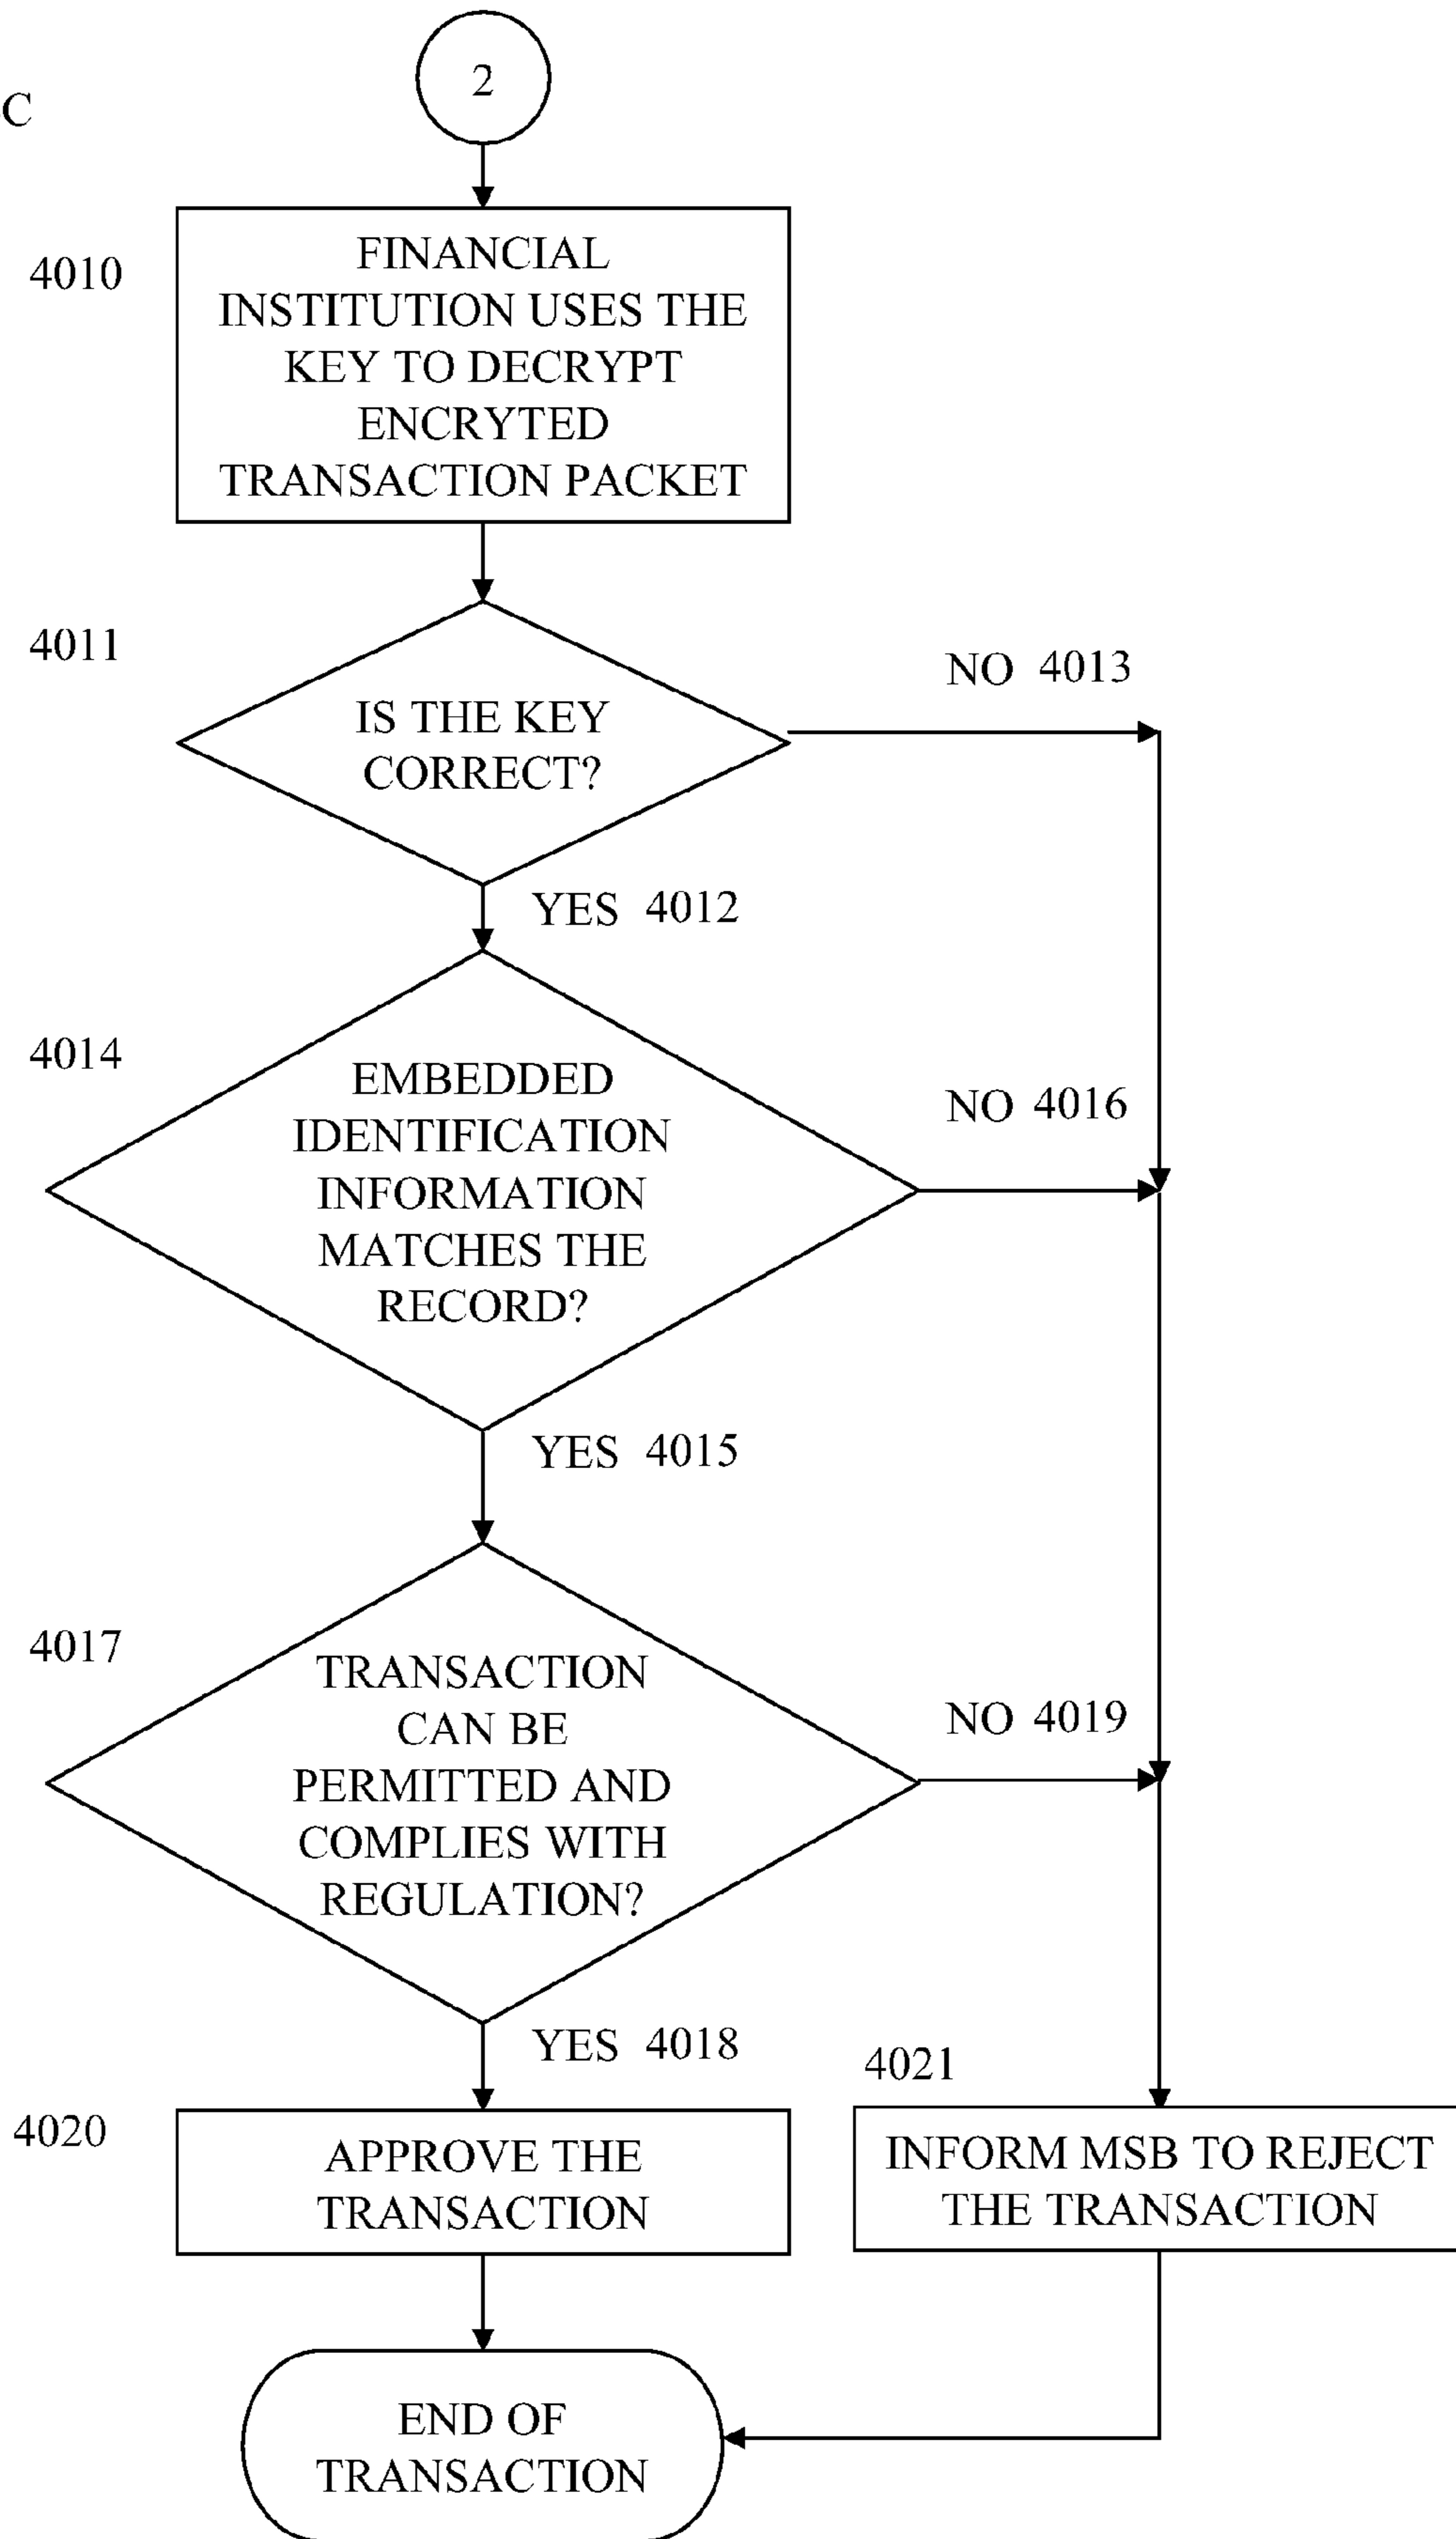 2
C
4010
FINANCIAL
INSTITUTION USES THE
KEY TO DECRYPT
ENCRYTED
TRANSACTION PACKET
4011
IS THE KEY
CORRECT?
NO 4013
YES 4012
4014
EMBEDDED
IDENTIFICATION
INFORMATION
MATCHES THE
RECORD?
NO 4016
YES 4015
4017
TRANSACTION
CAN BE
PERMITTED AND
COMPLIES WITH
REGULATION?
NO 4019
YES 4018
4020
APPROVE THE
TRANSACTION
4021
INFORM MSB TO REJECT
THE TRANSACTION
END OF
TRANSACTION